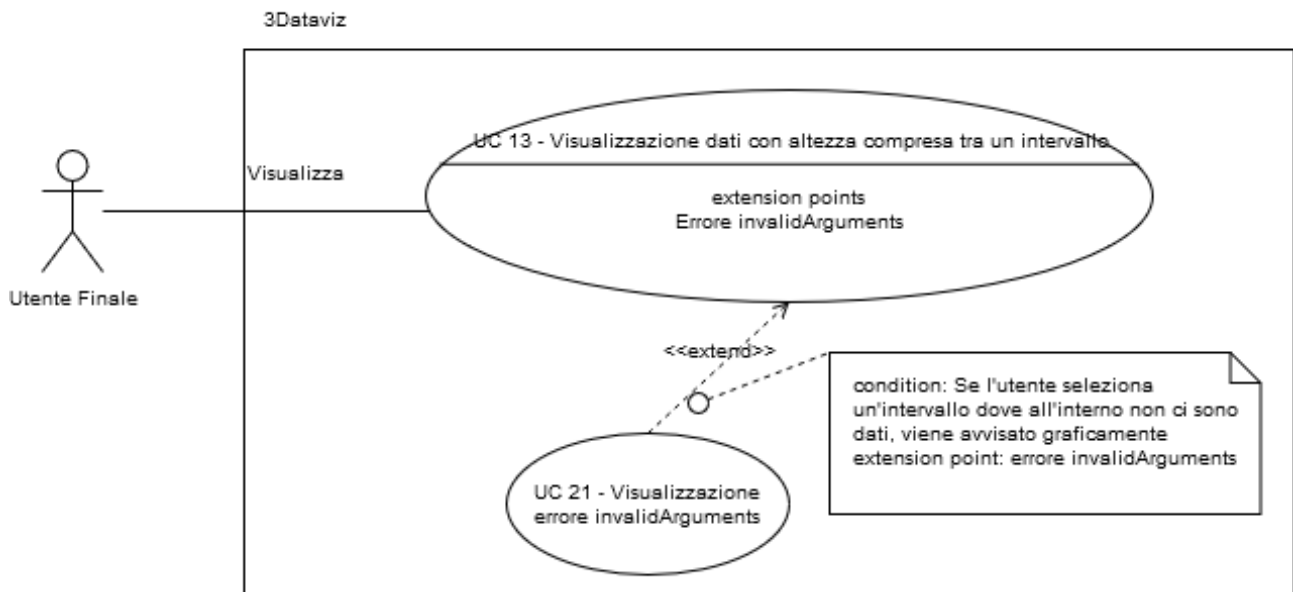 3Dataviz
UC 13 - Visualizzazione dati con altezza compresa tra un intervallo
Visualizza
extension points
Errore invalidArguments
Utente Finale
<<extend>>
condition: Se l'utente seleziona
un'intervallo dove all'interno non ci sono
dati, viene avvisato graficamente
extension point: errore invalidArguments
UC 21 - Visualizzazione
errore invalidArguments